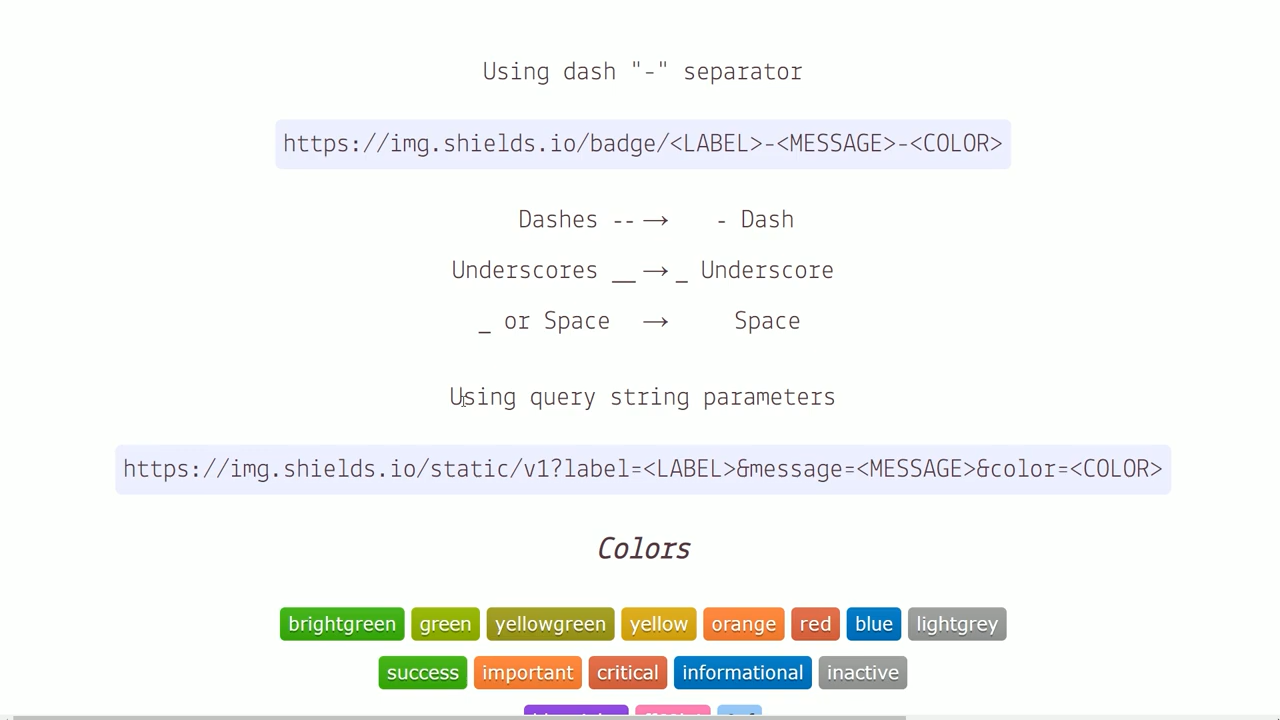 Using dash "-" separator
https://img.shields.io/badge/<LABEL>-<MESSAGE>-<COLOR>
Dashes -- → - Dash
Underscores __ → _ Underscore
_ or Space → Space
Using query string parameters
https://img.shields.io/static/v1?label=<LABEL>&message=<MESSAGE>&color=<COLOR>
Colors
brightgreen green yellowgreen yellow orange red blue lightgrey
success important critical informational inactive